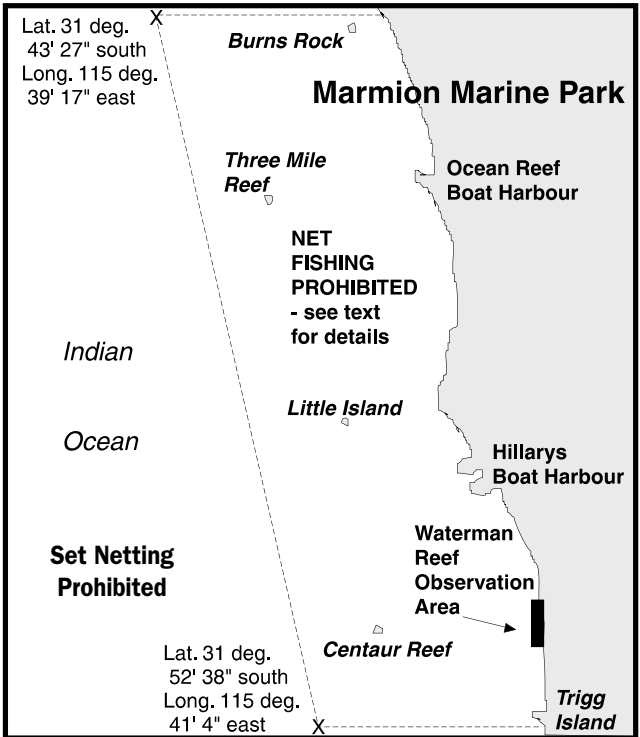 Lat. 31 deg.
43' 27" south
Long. 115 deg.
39' 17" east
X
Burns Rock
Marmion Marine Park
Three Mile
Reef
Ocean Reef
Boat Harbour
NET
FISHING
PROHIBITED
- see text
for details
Indian
Ocean
Little Island
Hillarys
Boat Harbour
Set Netting
Prohibited
Waterman
Reef
Observation
Area
Centaur Reef
Lat. 31 deg.
52' 38" south
Long. 115 deg.
41' 4" east
X
Trigg
Island